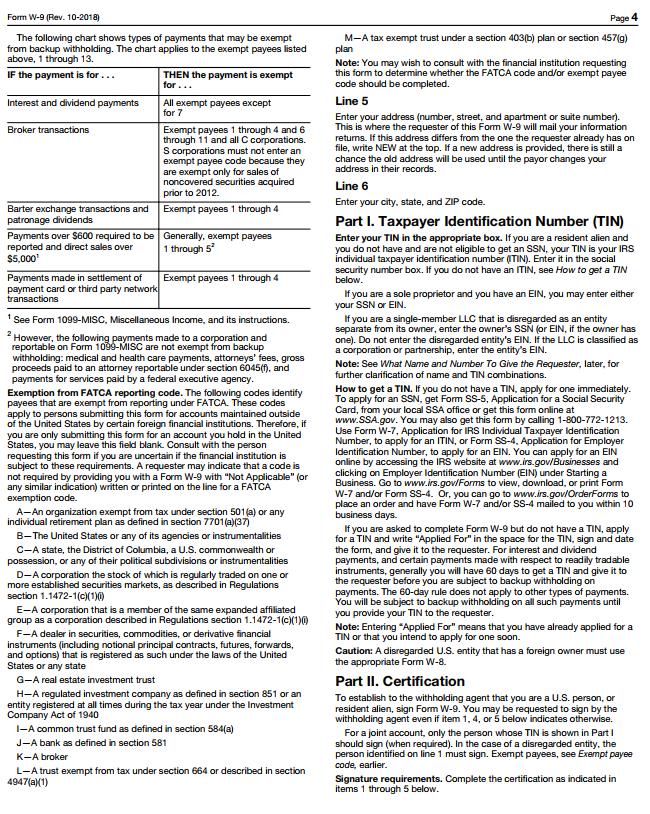 Form W-9 (Rev. 10-2018)
Page 4
The following chart shows types of payments that may be exempt
from backup withholding. The chart applies to the exempt payees listed
above, 1 through 13.
IF the payment is for . . .
THEN the payment is exempt
for . . .
Interest and dividend payments
All exempt payees except
for 7
Broker transactions
Exempt payees 1 through 4 and 6
through 11 and all C corporations.
S corporations must not enter an
exempt payee code because they
are exempt only for sales of
noncovered securities acquired
prior to 2012.
Barter exchange transactions and
patronage dividends
Exempt payees 1 through 4
Payments over $600 required to be
reported and direct sales over
$5,000¹
Generally, exempt payees
1 through 5²
Payments made in settlement of
payment card or third party network
transactions
Exempt payees 1 through 4
¹ See Form 1099-MISC, Miscellaneous Income, and its instructions.
² However, the following payments made to a corporation and
reportable on Form 1099-MISC are not exempt from backup
withholding: medical and health care payments, attorneys' fees, gross
proceeds paid to an attorney reportable under section 6045(f), and
payments for services paid by a federal executive agency.
Exemption from FATCA reporting code. The following codes identify
payees that are exempt from reporting under FATCA. These codes
apply to persons submitting this form for accounts maintained outside
of the United States by certain foreign financial institutions. Therefore, if
you are only submitting this form for an account you hold in the United
States, you may leave this field blank. Consult with the person
requesting this form if you are uncertain if the financial institution is
subject to these requirements. A requester may indicate that a code is
not required by providing you with a Form W-9 with "Not Applicable" (or
any similar indication) written or printed on the line for a FATCA
exemption code.
A—An organization exempt from tax under section 501(a) or any
individual retirement plan as defined in section 7701(a)(37)
B—The United States or any of its agencies or instrumentalities
C—A state, the District of Columbia, a U.S. commonwealth or
possession, or any of their political subdivisions or instrumentalities
D—A corporation the stock of which is regularly traded on one or
more established securities markets, as described in Regulations
section 1.1472-1(c)(1)(i)
E—A corporation that is a member of the same expanded affiliated
group as a corporation described in Regulations section 1.1472-1(c)(1)(i)
F—A dealer in securities, commodities, or derivative financial
instruments (including notional principal contracts, futures, forwards,
and options) that is registered as such under the laws of the United
States or any state
G—A real estate investment trust
H—A regulated investment company as defined in section 851 or an
entity registered at all times during the tax year under the Investment
Company Act of 1940
I—A common trust fund as defined in section 584(a)
J—A bank as defined in section 581
K—A broker
L—A trust exempt from tax under section 664 or described in section
4947(a)(1)
M—A tax exempt trust under a section 403(b) plan or section 457(g)
plan
Note: You may wish to consult with the financial institution requesting
this form to determine whether the FATCA code and/or exempt payee
code should be completed.
Line 5
Enter your address (number, street, and apartment or suite number).
This is where the requester of this Form W-9 will mail your information
returns. If this address differs from the one the requester already has on
file, write NEW at the top. If a new address is provided, there is still a
chance the old address will be used until the payor changes your
address in their records.
Line 6
Enter your city, state, and ZIP code.
Part I. Taxpayer Identification Number (TIN)
Enter your TIN in the appropriate box. If you are a resident alien and
you do not have and are not eligible to get an SSN, your TIN is your IRS
individual taxpayer identification number (ITIN). Enter it in the social
security number box. If you do not have an ITIN, see How to get a TIN
below.
If you are a sole proprietor and you have an EIN, you may enter either
your SSN or EIN.
If you are a single-member LLC that is disregarded as an entity
separate from its owner, enter the owner's SSN (or EIN, if the owner has
one). Do not enter the disregarded entity's EIN. If the LLC is classified as
a corporation or partnership, enter the entity's EIN.
Note: See What Name and Number To Give the Requester, later, for
further clarification of name and TIN combinations.
How to get a TIN. If you do not have a TIN, apply for one immediately.
To apply for an SSN, get Form SS-5, Application for a Social Security
Card, from your local SSA office or get this form online at
www.SSA.gov. You may also get this form by calling 1-800-772-1213.
Use Form W-7, Application for IRS Individual Taxpayer Identification
Number, to apply for an ITIN, or Form SS-4, Application for Employer
Identification Number, to apply for an EIN. You can apply for an EIN
online by accessing the IRS website at www.irs.gov/Businesses and
clicking on Employer Identification Number (EIN) under Starting a
Business. Go to www.irs.gov/Forms to view, download, or print Form
W-7 and/or Form SS-4. Or, you can go to www.irs.gov/OrderForms to
place an order and have Form W-7 and/or SS-4 mailed to you within 10
business days.
If you are asked to complete Form W-9 but do not have a TIN, apply
for a TIN and write "Applied For" in the space for the TIN, sign and date
the form, and give it to the requester. For interest and dividend
payments, and certain payments made with respect to readily tradable
instruments, generally you will have 60 days to get a TIN and give it to
the requester before you are subject to backup withholding on
payments. The 60-day rule does not apply to other types of payments.
You will be subject to backup withholding on all such payments until
you provide your TIN to the requester.
Note: Entering "Applied For" means that you have already applied for a
TIN or that you intend to apply for one soon.
Caution: A disregarded U.S. entity that has a foreign owner must use
the appropriate Form W-8.
Part II. Certification
To establish to the withholding agent that you are a U.S. person, or
resident alien, sign Form W-9. You may be requested to sign by the
withholding agent even if item 1, 4, or 5 below indicates otherwise.
For a joint account, only the person whose TIN is shown in Part I
should sign (when required). In the case of a disregarded entity, the
person identified on line 1 must sign. Exempt payees, see Exempt payee
code, earlier.
Signature requirements. Complete the certification as indicated in
items 1 through 5 below.